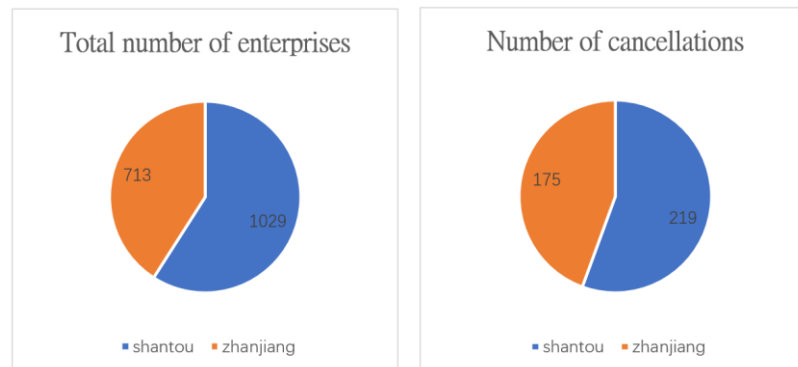 Total number of enterprises
713
1029
shantou zhanjiang
Number of cancellations
175
219
shantou zhanjiang